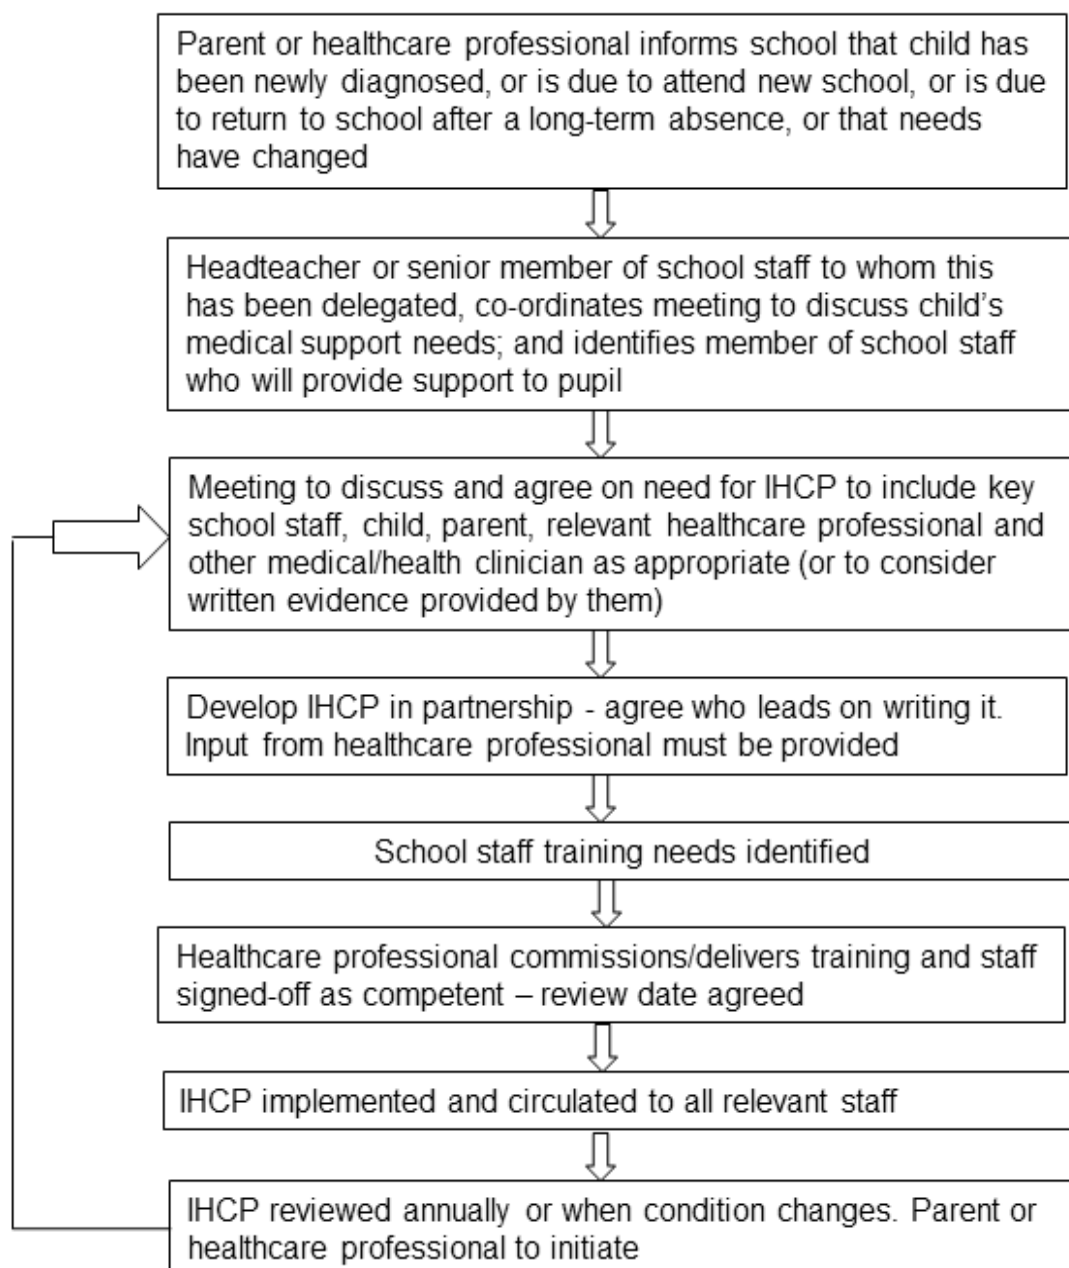 Parent or healthcare professional informs school that child has
been newly diagnosed, or is due to attend new school, or is due
to return to school after a long-term absence, or that needs
have changed
Headteacher or senior member of school staff to whom this
has been delegated, co-ordinates meeting to discuss child's
medical support needs; and identifies member of school staff
who will provide support to pupil
Meeting to discuss and agree on need for IHCP to include key
school staff, child, parent, relevant healthcare professional and
other medical/health clinician as appropriate (or to consider
written evidence provided by them)
Develop IHCP in partnership - agree who leads on writing it.
Input from healthcare professional must be provided
School staff training needs identified
Healthcare professional commissions/delivers training and staff
signed-off as competent – review date agreed
IHCP implemented and circulated to all relevant staff
IHCP reviewed annually or when condition changes. Parent or
healthcare professional to initiate